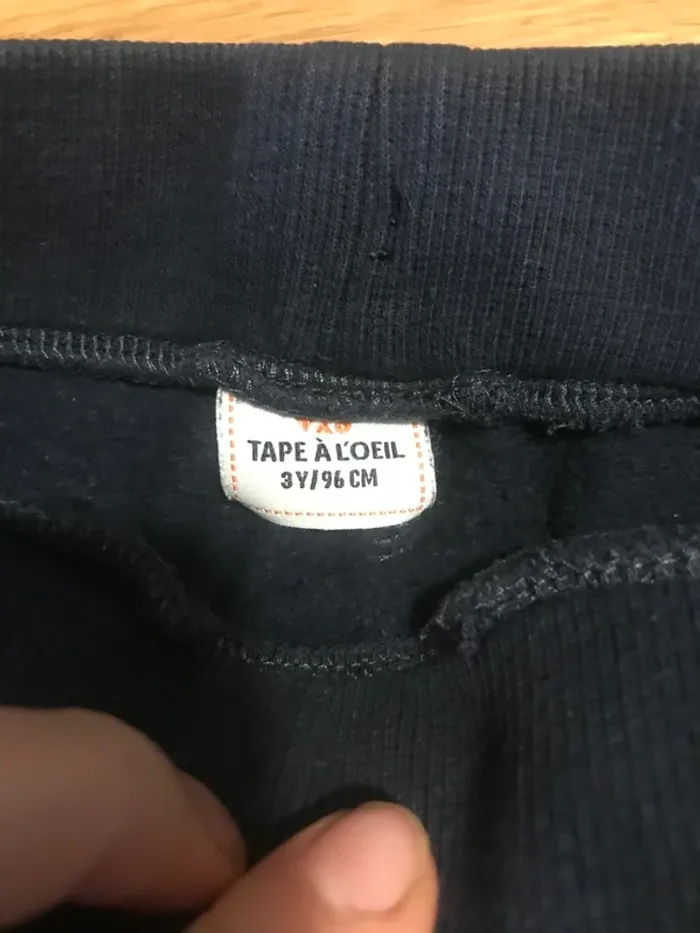 TAPE À L'OEIL
3Y/96 CM